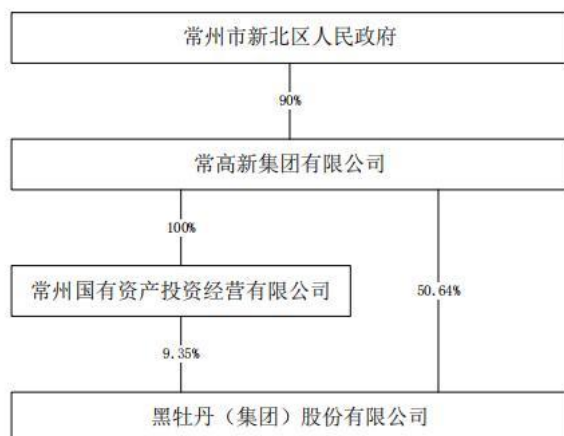 常州市新北区人民政府
90%
常高新集团有限公司
100%
常州国有资产投资经营有限公司
50.64%
9.35%
黑牡丹（集团）股份有限公司